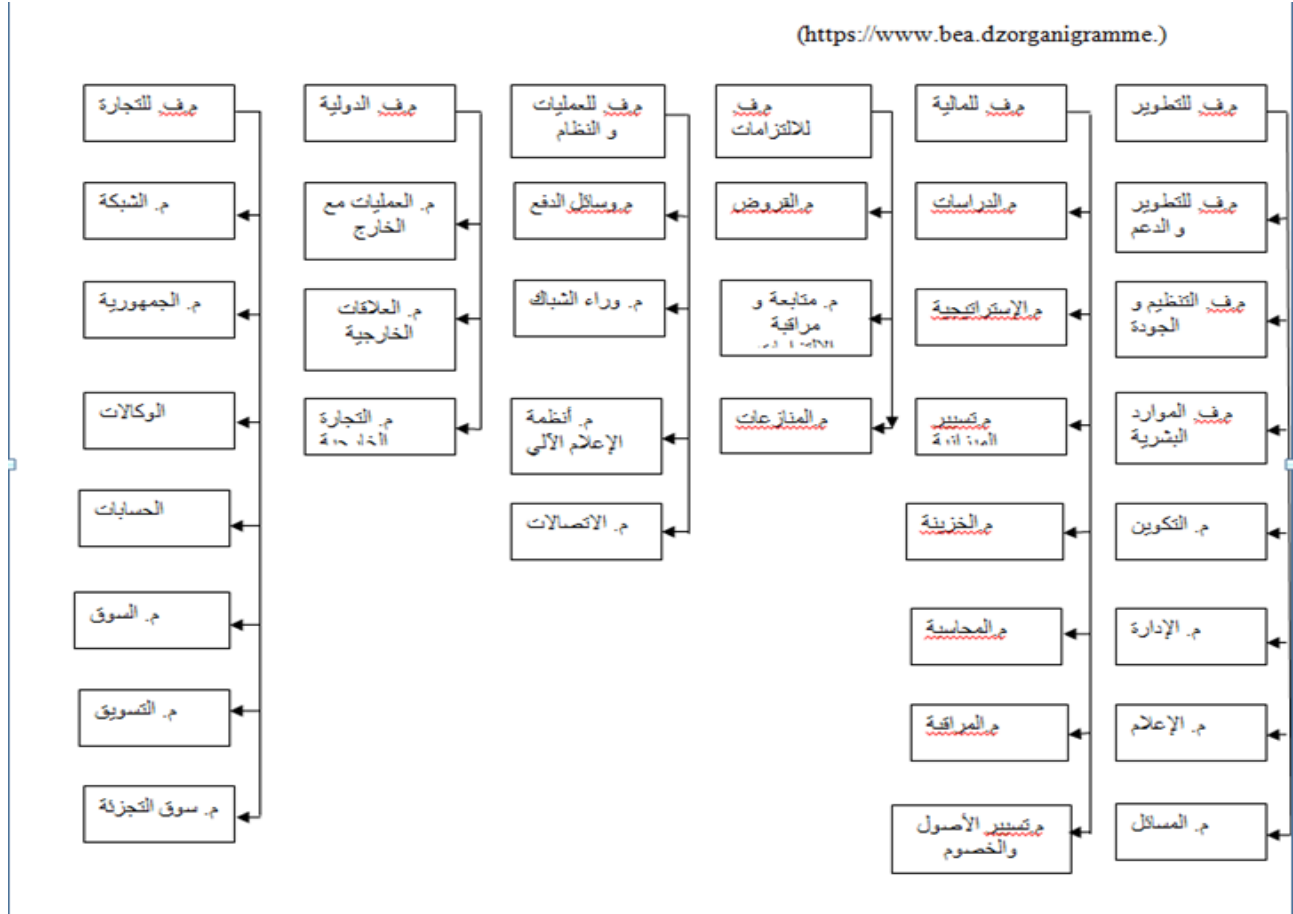 (https://www.bea.dzorganigramme.)
م.ف. للتطوير
م.ف. للتطوير
و الدعم
م.ف. التنظيم و
الجودة
م.ف. الموارد
البشرية
م. التكوين
م. الإدارة
م. الإعلام
م. المسائل
م.ف. للمالية
م.الدراسات
م.الإستراتيجية
م.تسيير
الميزانية
م.الخزينة
م.المحاسبة
م.المراقبة
م.تسيير الأصول
والخصوم
م.ف.
للالتزامات
م.القروض
م. متابعة و
مراقبة
م.المنازعات
م.ف. للعمليات
و النظام
م.وسائل الدفع
م. وراء الشباك
م. أنظمة
الإعلام الآلي
م. الاتصالات
م.ف. الدولية
م. العمليات مع
الخارج
م. العلاقات
الخارجية
م. التجارة
الخارجية
م.ف. للتجارة
م. الشبكة
م. الجمهورية
الوكالات
الحسابات
م. السوق
م. التسويق
م. سوق التجزئة